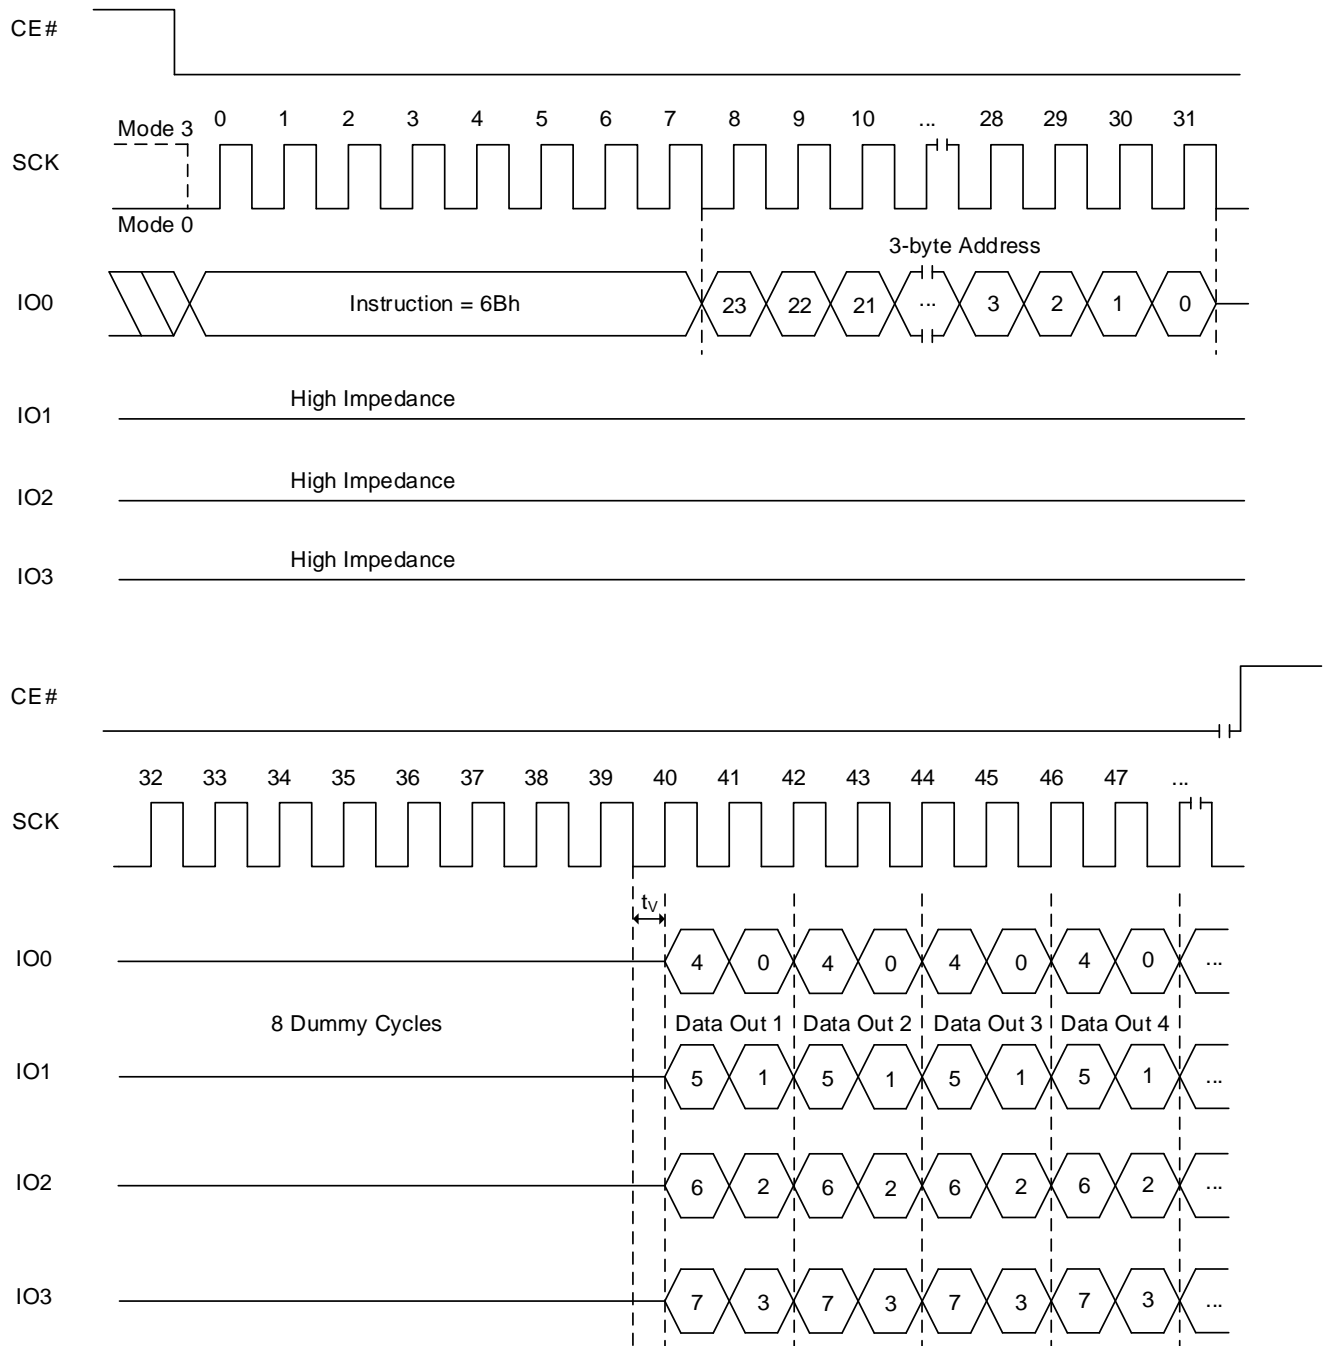 CE#
Mode 3 0 1 2 3 4 5 6 7 8 9 10 ... 28 29 30 31
SCK
Mode 0
3-byte Address
IO0 Instruction = 6Bh 23 22 21 ... 3 2 1 0
High Impedance
IO1
High Impedance
IO2
High Impedance
IO3
CE#
32 33 34 35 36 37 38 39 40 41 42 43 44 45 46 47 ...
SCK
tV
IO0 4 0 4 0 4 0 4 0 ...
8 Dummy Cycles Data Out 1 Data Out 2 Data Out 3 Data Out 4
IO1 5 1 5 1 5 1 5 1 ...
IO2 6 2 6 2 6 2 6 2 ...
IO3 7 3 7 3 7 3 7 3 ...